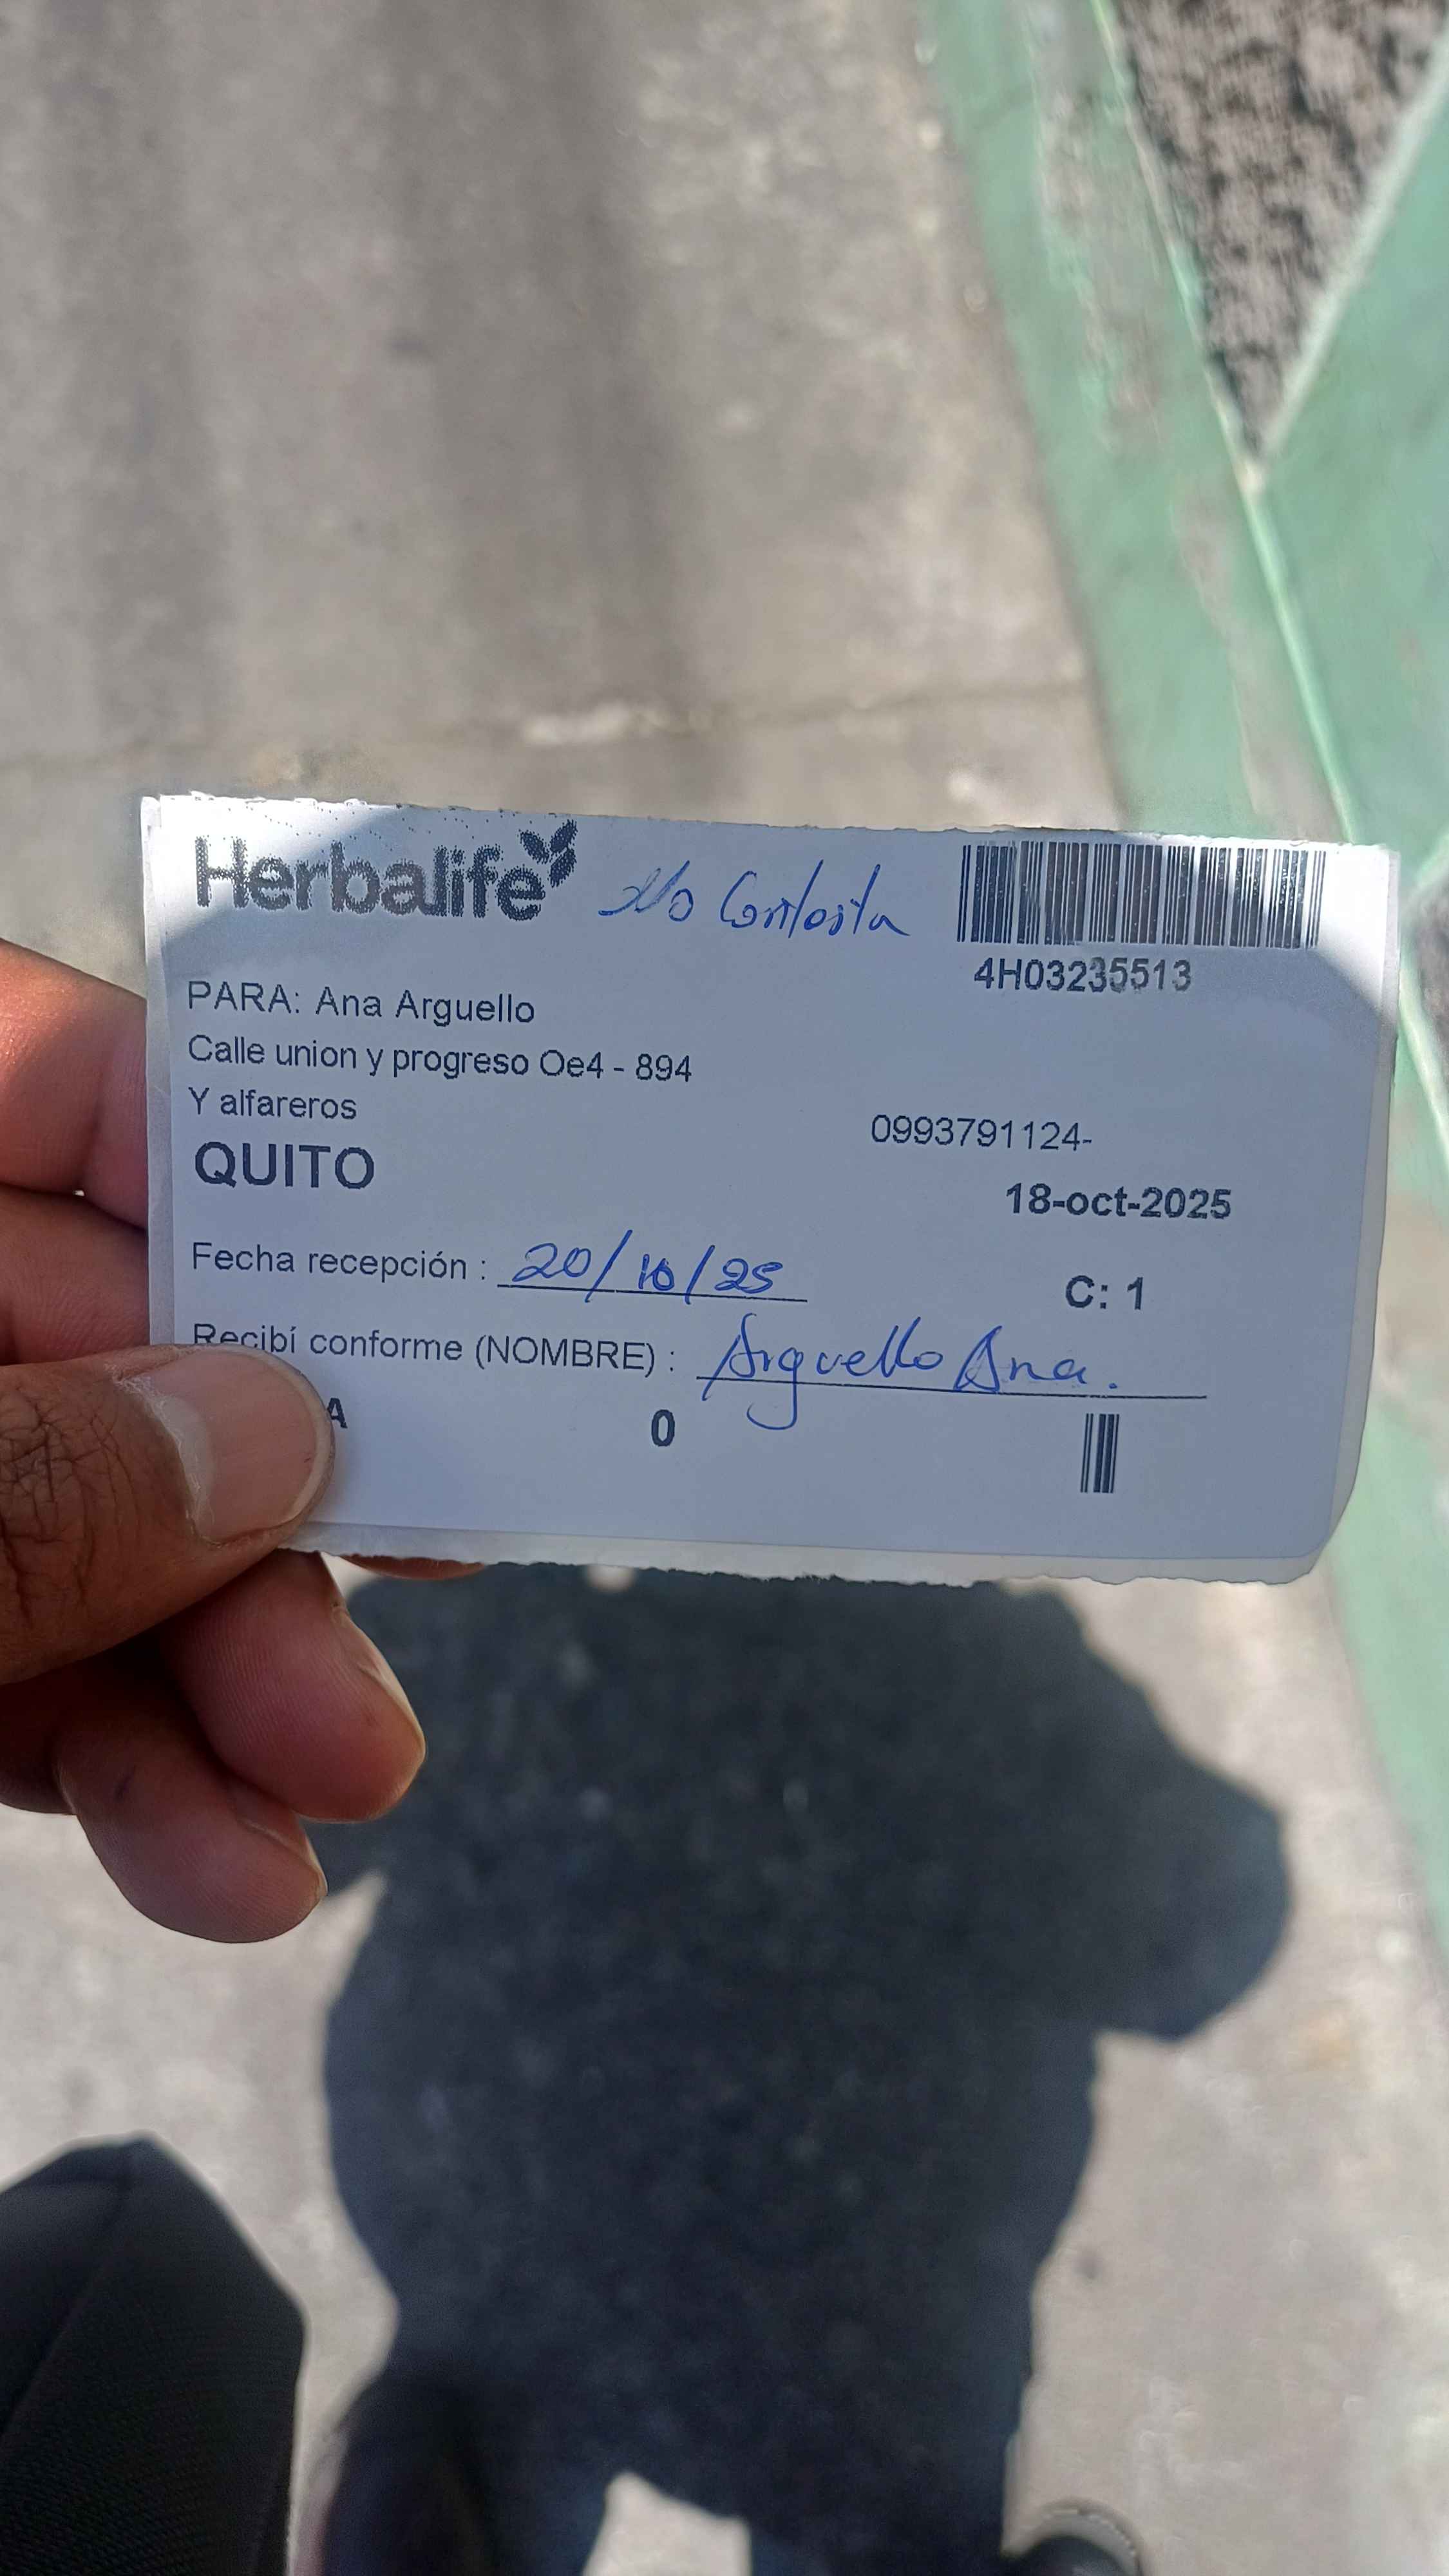 Herbalife
No Contesta
4H03235513
PARA: Ana Arguello
Calle union y progreso Oe4 - 894
Y alfareros
0993791124-
QUITO
18-oct-2025
Fecha recepción : 20/10/25
C: 1
Recibí conforme (NOMBRE) : Arguello Ana.
0